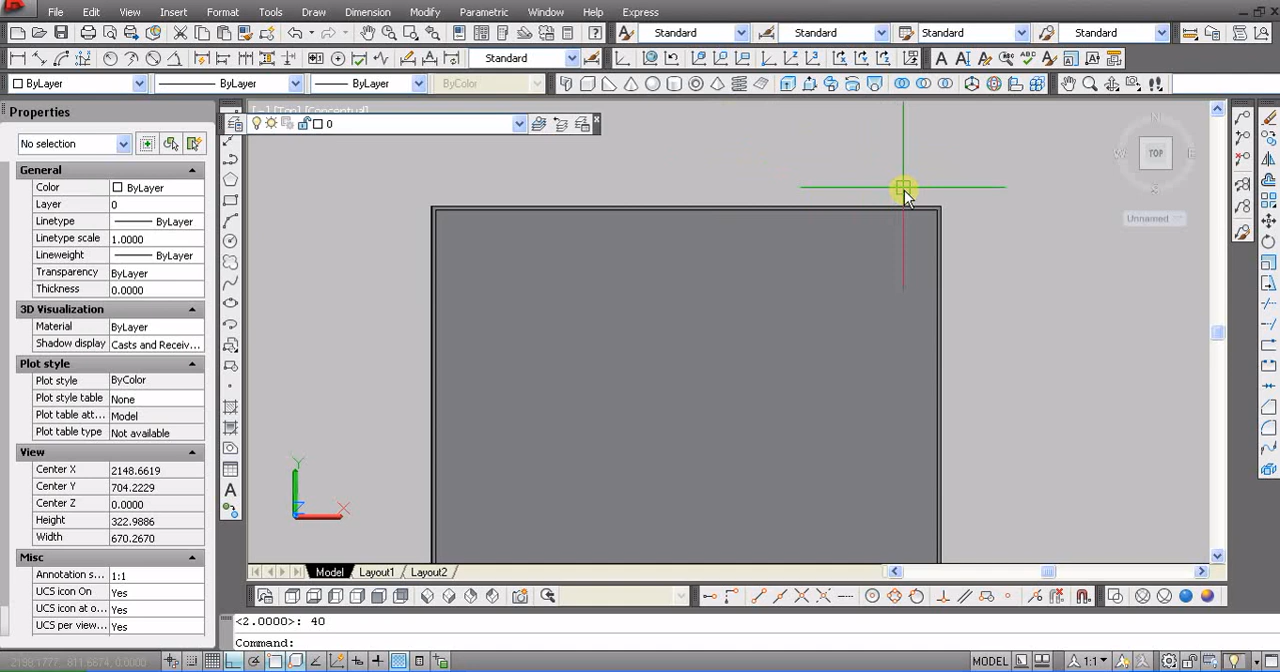 File Edit View Insert Format Tools Draw Dimension Modify Parametric Window Help Express
Standard Standard Standard Standard
Standard
ByLayer ByLayer ByLayer ByColor
Properties
[−] [Top] [Conceptual]
0
No selection
General
Color ByLayer
Layer 0
Linetype ByLayer
Linetype scale 1.0000
Lineweight ByLayer
Transparency ByLayer
Thickness 0.0000
3D Visualization
Material ByLayer
Shadow display Casts and Receiv...
Plot style
Plot style ByColor
Plot style table None
Plot table att... Model
Plot table type Not available
View
Center X 2148.6619
Center Y 704.2229
Center Z 0.0000
Height 322.9886
Width 670.2670
Misc
Annotation s... 1:1
UCS icon On Yes
UCS icon at o... Yes
UCS per view... Yes
N
W TOP E
S
Unnamed
Y
Z X
Model Layout1 Layout2
<2.0000>: 40
Command:
MODEL 1:1